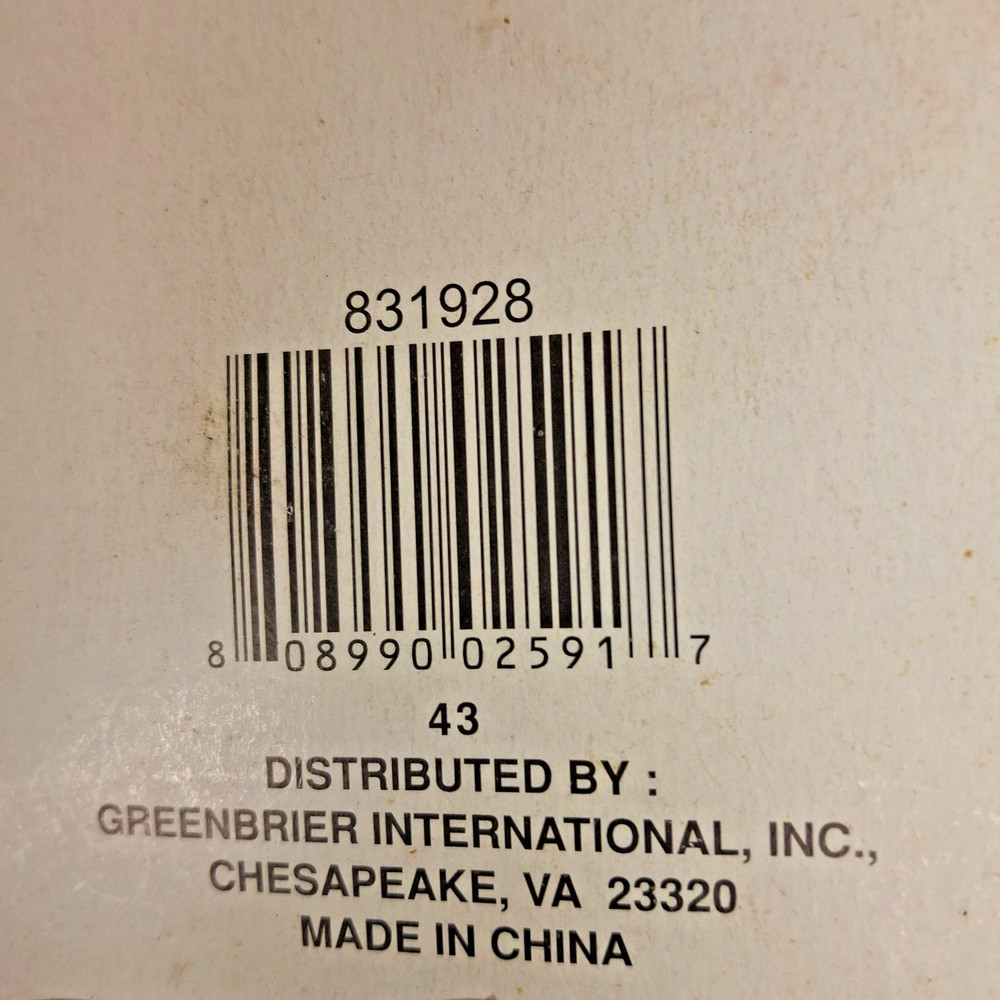 831928
8 08990 02591 7
43
DISTRIBUTED BY :
GREENBRIER INTERNATIONAL, INC.,
CHESAPEAKE, VA 23320
MADE IN CHINA